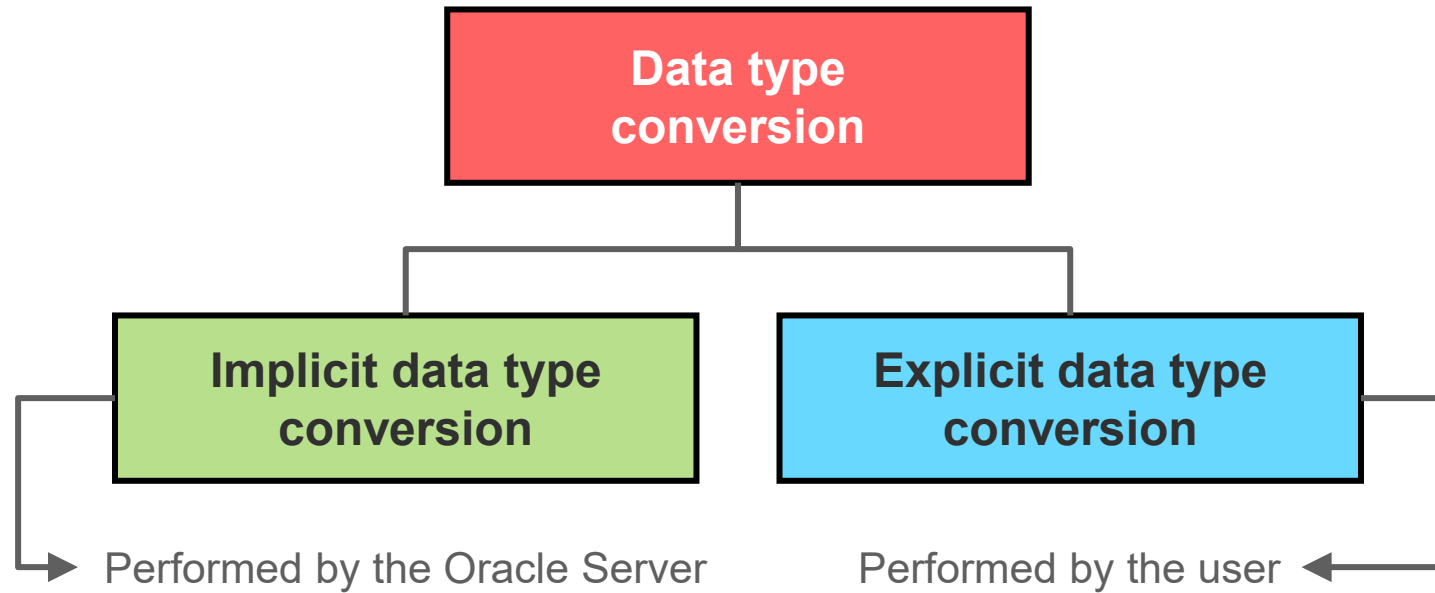 Data type
conversion
Implicit data type
conversion
Explicit data type
conversion
Performed by the Oracle Server
Performed by the user